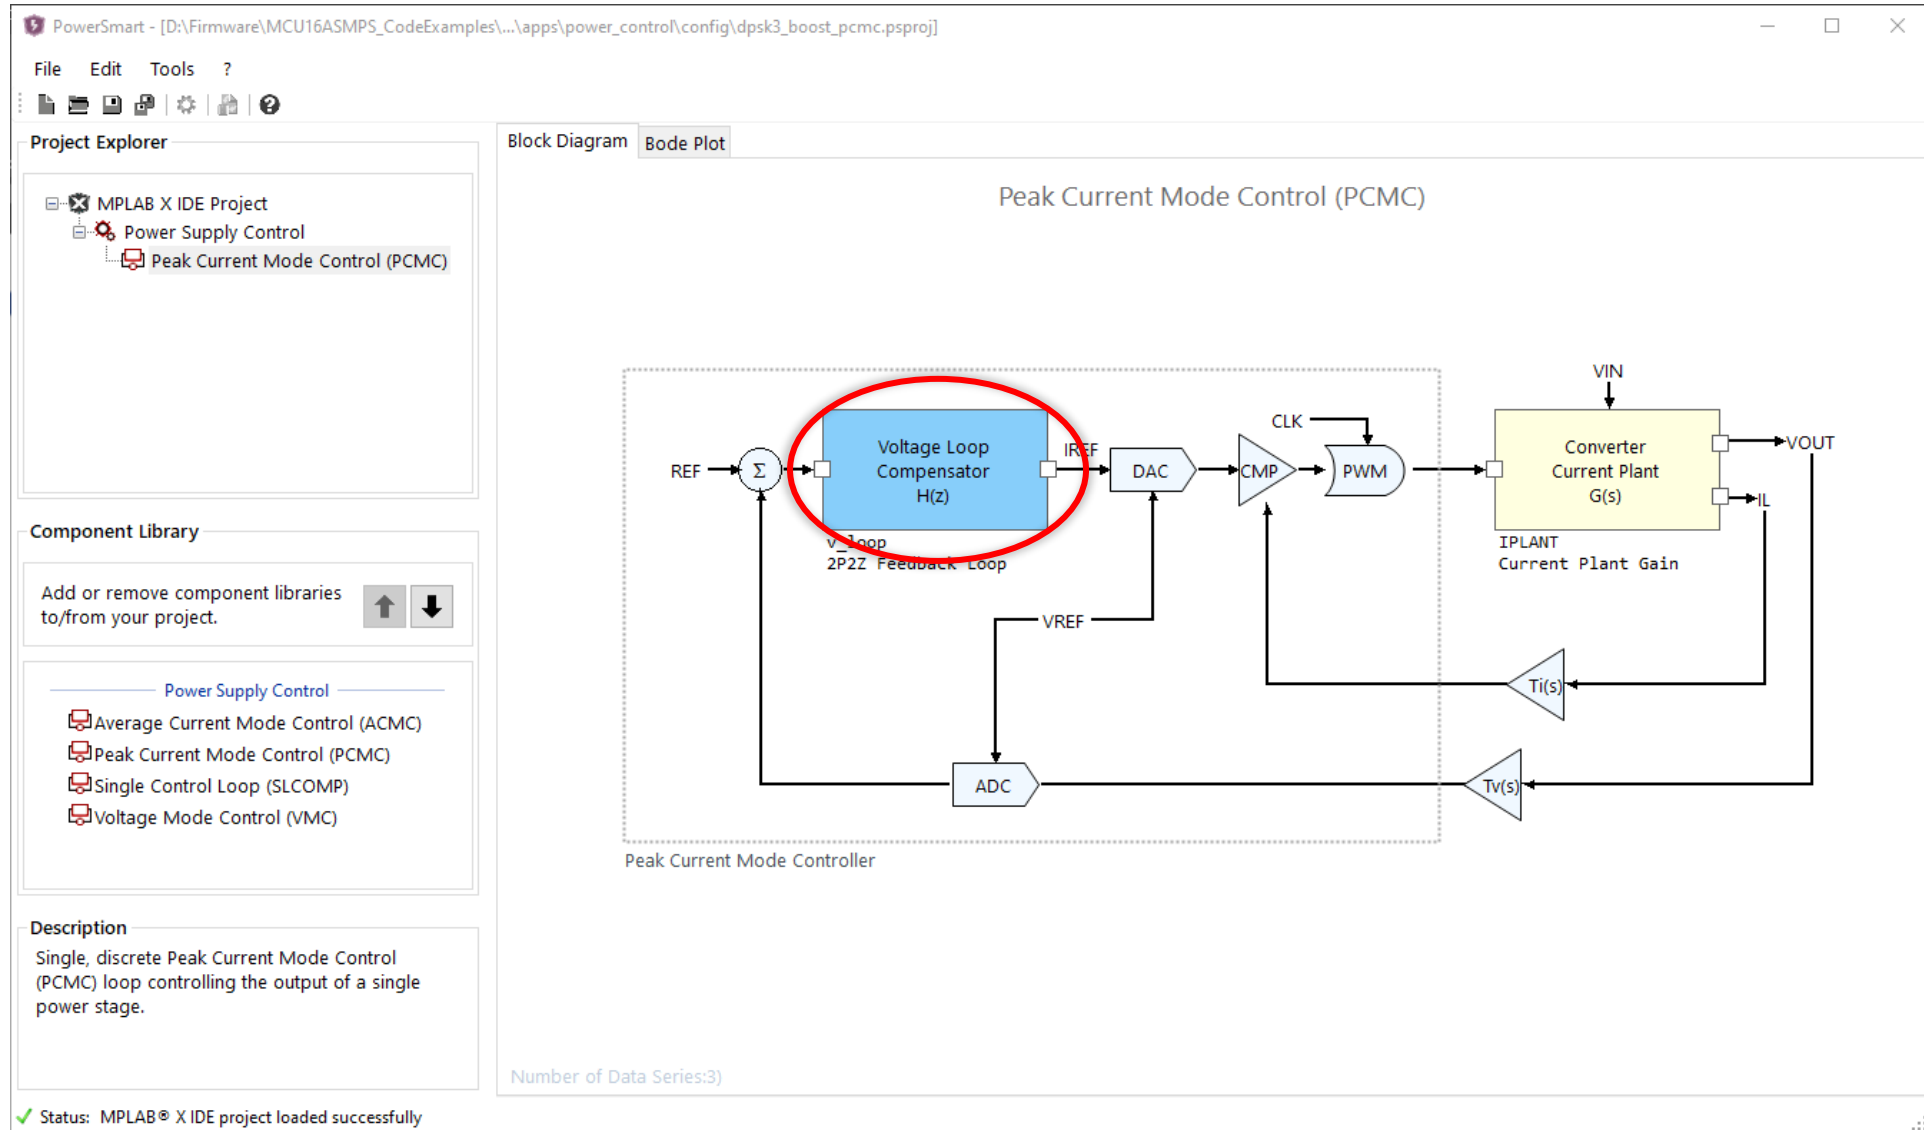 PowerSmart - [D:\Firmware\MCU16ASMPS_CodeExamples\...\apps\power_control\config\dpsk3_boost_pcmc.psproj]
File Edit Tools ?
Project Explorer
MPLAB X IDE Project
Power Supply Control
Peak Current Mode Control (PCMC)
Component Library
Add or remove component libraries
to/from your project.
Power Supply Control
Average Current Mode Control (ACMC)
Peak Current Mode Control (PCMC)
Single Control Loop (SLCOMP)
Voltage Mode Control (VMC)
Description
Single, discrete Peak Current Mode Control
(PCMC) loop controlling the output of a single
power stage.
Block Diagram Bode Plot
Peak Current Mode Control (PCMC)
REF
Σ
Voltage Loop
Compensator
H(z)
v_loop
2P2Z Feedback Loop
IREF
DAC
CLK
CMP
PWM
VIN
Converter
Current Plant
G(s)
VOUT
IL
IPLANT
Current Plant Gain
VREF
Ti(s)
ADC
Tv(s)
Peak Current Mode Controller
Number of Data Series:3)
Status: MPLAB® X IDE project loaded successfully